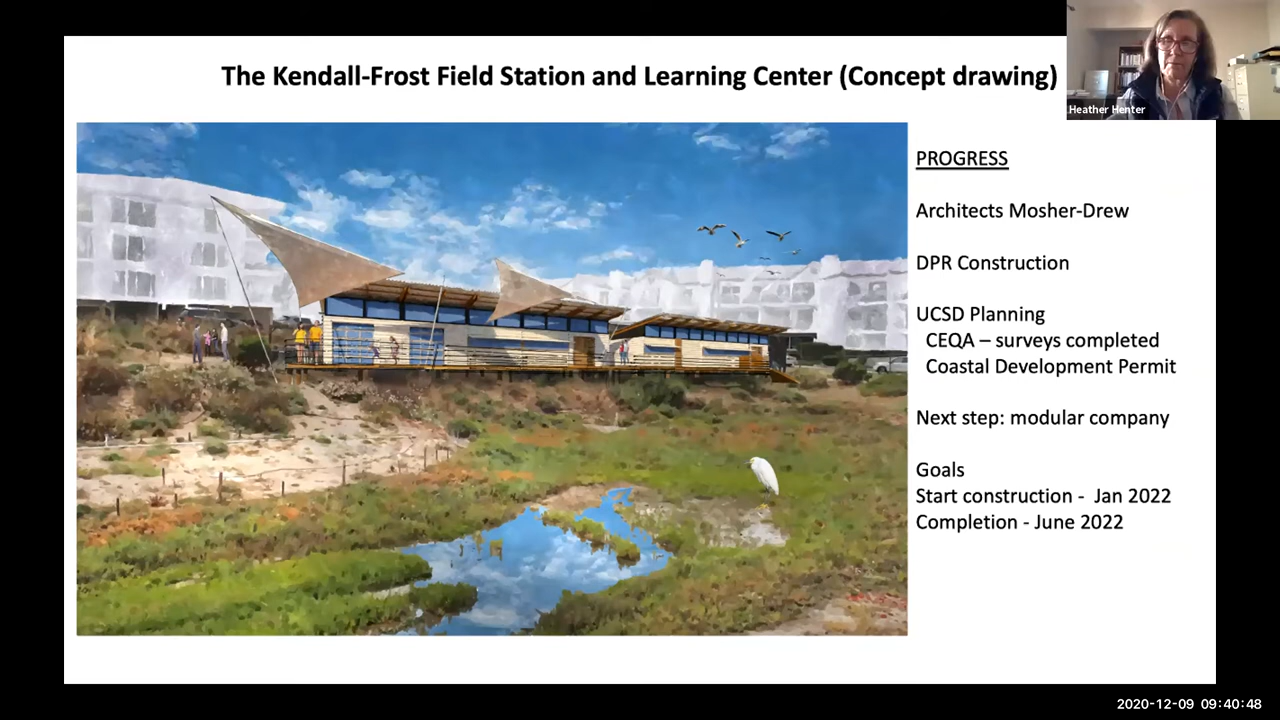 The Kendall-Frost Field Station and Learning Center (Concept drawing)
Heather Henter
PROGRESS
Architects Mosher-Drew
DPR Construction
UCSD Planning
CEQA – surveys completed
Coastal Development Permit
Next step: modular company
Goals
Start construction - Jan 2022
Completion - June 2022
2020-12-09 09:40:48